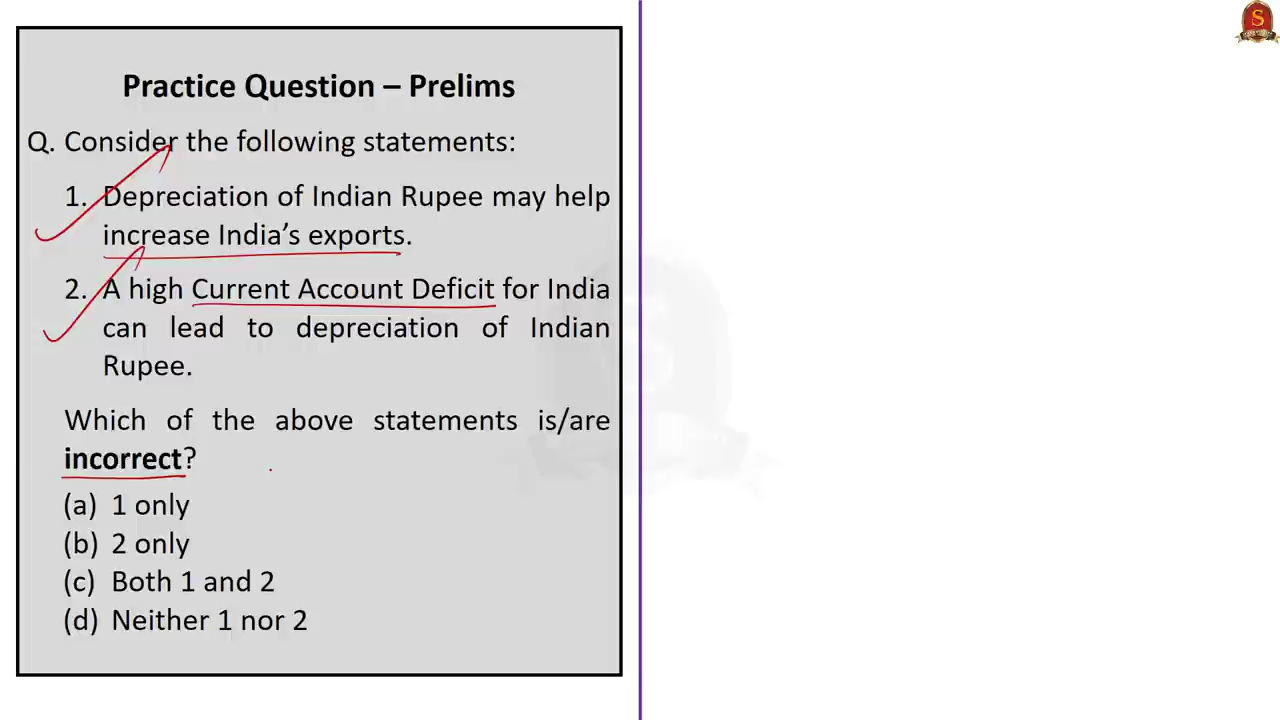 Practice Question – Prelims
Q. Consider the following statements:
1. Depreciation of Indian Rupee may help
increase India's exports.
2. A high Current Account Deficit for India
can lead to depreciation of Indian
Rupee.
Which of the above statements is/are
incorrect?
(a) 1 only
(b) 2 only
(c) Both 1 and 2
(d) Neither 1 nor 2
S